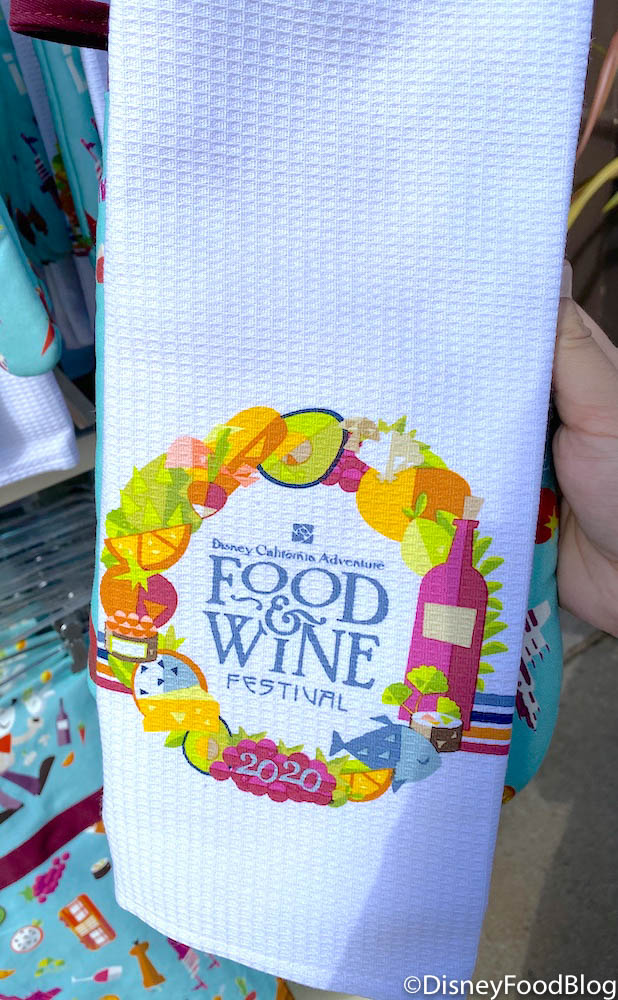 Disney California Adventure
FOOD
&
WINE
FESTIVAL
2020
©DisneyFoodBlog